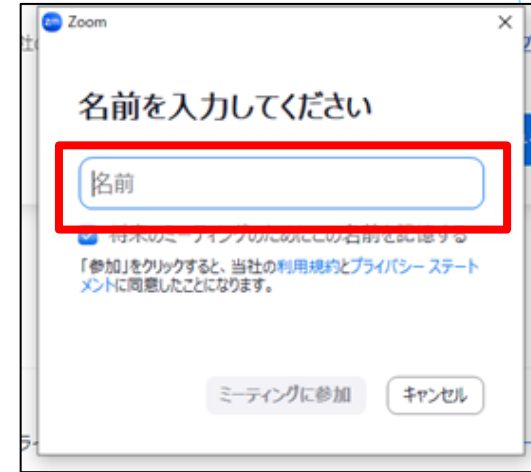 Zoom
名前を入力してください
名前
将来のミーティングのためにこの名前を記憶する
「参加」をクリックすると、当社の利用規約とプライバシー ステート
メントに同意したことになります。
ミーティングに参加
キャンセル